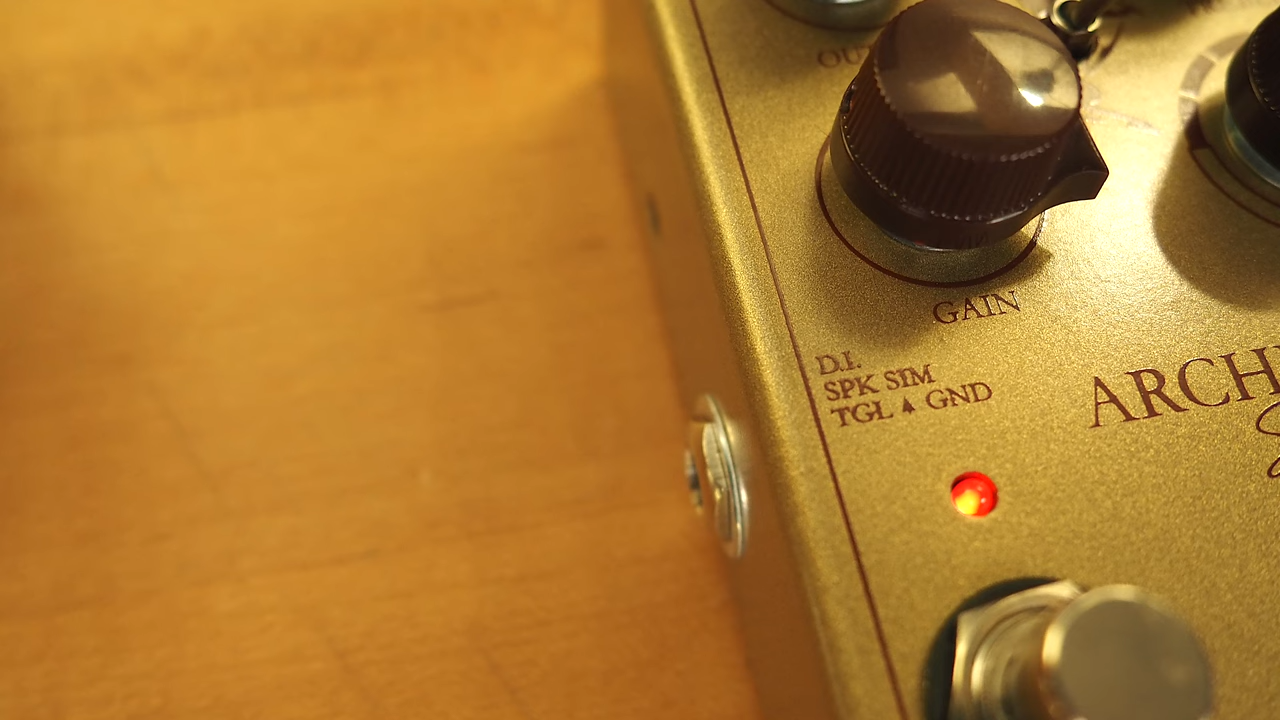 GAIN
D.I.
SPK SIM
TGL ▲ GND
ARCH